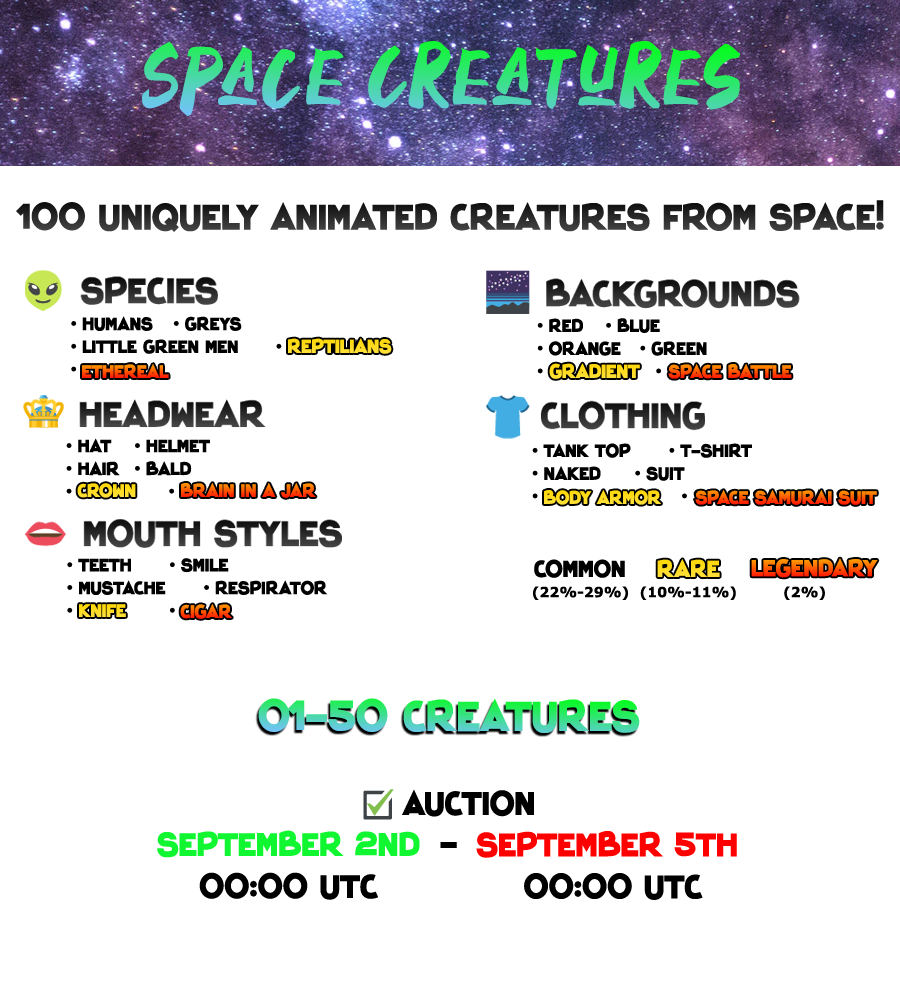 SPACE CREATURES
100 UNIQUELY ANIMATED CREATURES FROM SPACE!
SPECIES
• HUMANS • GREYS
• LITTLE GREEN MEN • REPTILIANS
• ETHEREAL
HEADWEAR
• HAT • HELMET
• HAIR • BALD
• CROWN • BRAIN IN A JAR
MOUTH STYLES
• TEETH • SMILE
• MUSTACHE • RESPIRATOR
• KNIFE • CIGAR
BACKGROUNDS
• RED • BLUE
• ORANGE • GREEN
• GRADIENT • SPACE BATTLE
CLOTHING
• TANK TOP • T-SHIRT
• NAKED • SUIT
• BODY ARMOR • SPACE SAMURAI SUIT
COMMON RARE LEGENDARY
(22%-29%) (10%-11%) (2%)
01-50 CREATURES
AUCTION
SEPTEMBER 2ND - SEPTEMBER 5TH
00:00 UTC 00:00 UTC